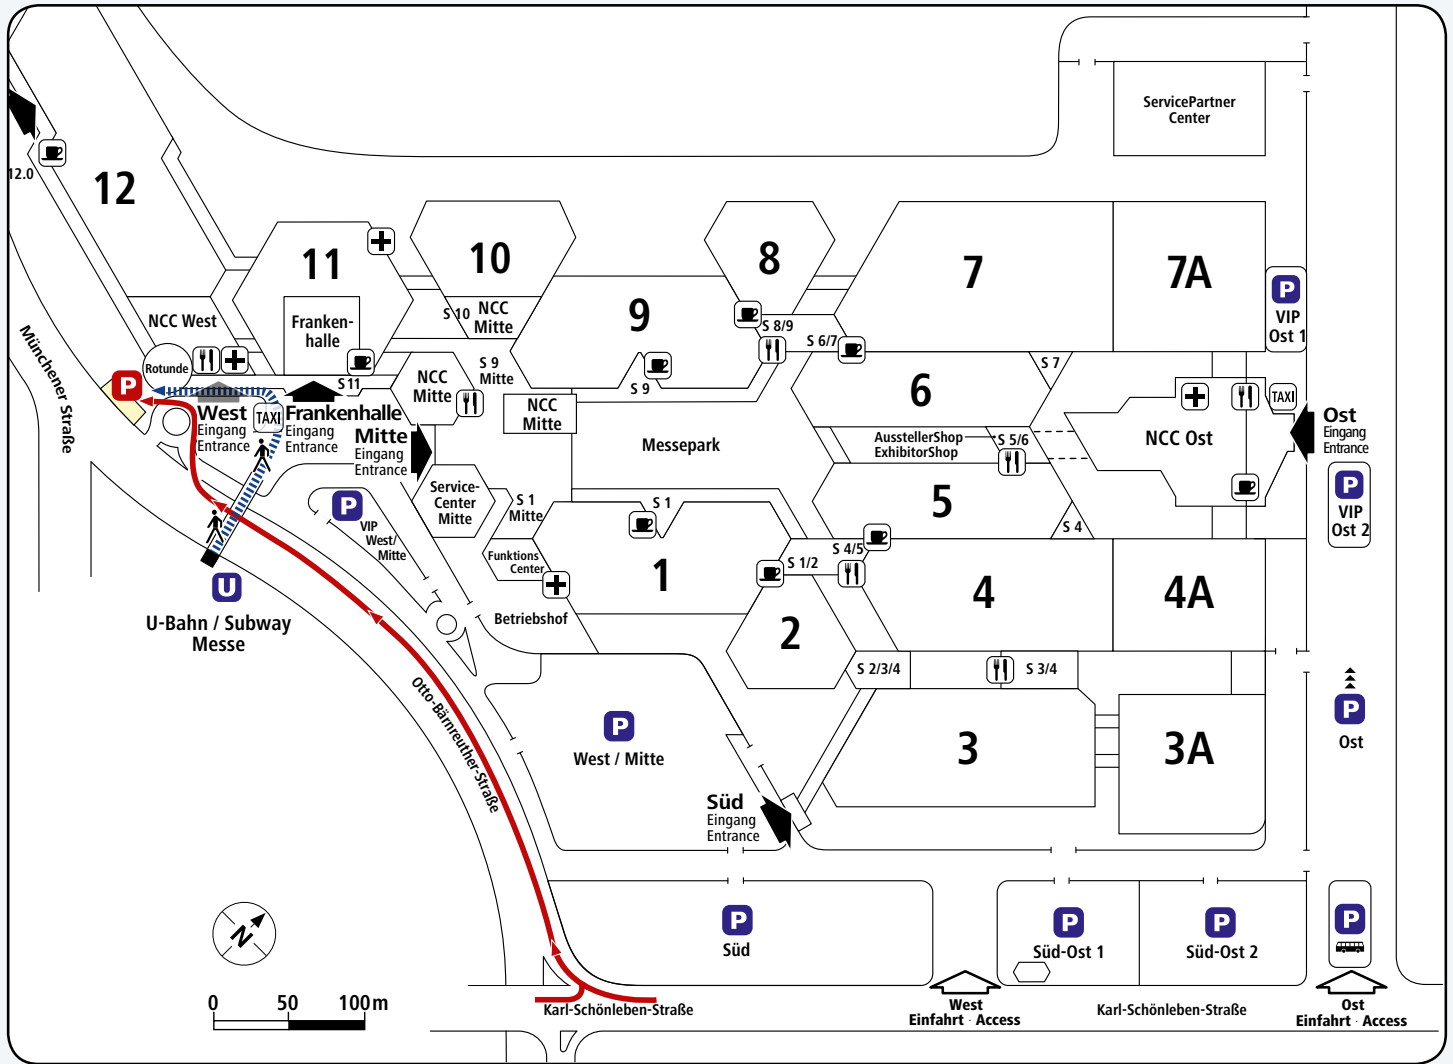 ServicePartner
Center
12.0
12
11
10
8
7
7A
9
Franken-
halle
NCC West
S 10
NCC
Mitte
S 8/9
S 6/7
P
VIP
Ost 1
Münchener Straße
Rotunde
P
S 11
NCC
Mitte
S 9
Mitte
S 9
NCC
Mitte
6
S 7
TAXI
West
Eingang
Entrance
TAXI
Frankenhalle
Eingang
Entrance
Mitte
Eingang
Entrance
Messepark
AusstellerShop
ExhibitorShop
S 5/6
NCC Ost
Ost
Eingang
Entrance
P
VIP
Ost 2
Service-
Center
Mitte
P
VIP
West/
Mitte
S 1
Mitte
S 1
5
S 4
Funktions
Center
S 4/5
S 1/2
1
2
4
4A
U
U-Bahn / Subway
Messe
Betriebshof
S 2/3/4
S 3/4
Otto-Bärnreuther-Straße
P
West / Mitte
3
3A
P
Ost
Süd
Eingang
Entrance
P
Süd
P
Süd-Ost 1
P
Süd-Ost 2
P
N
0 50 100 m
Karl-Schönleben-Straße
West
Einfahrt · Access
Karl-Schönleben-Straße
Ost
Einfahrt · Access